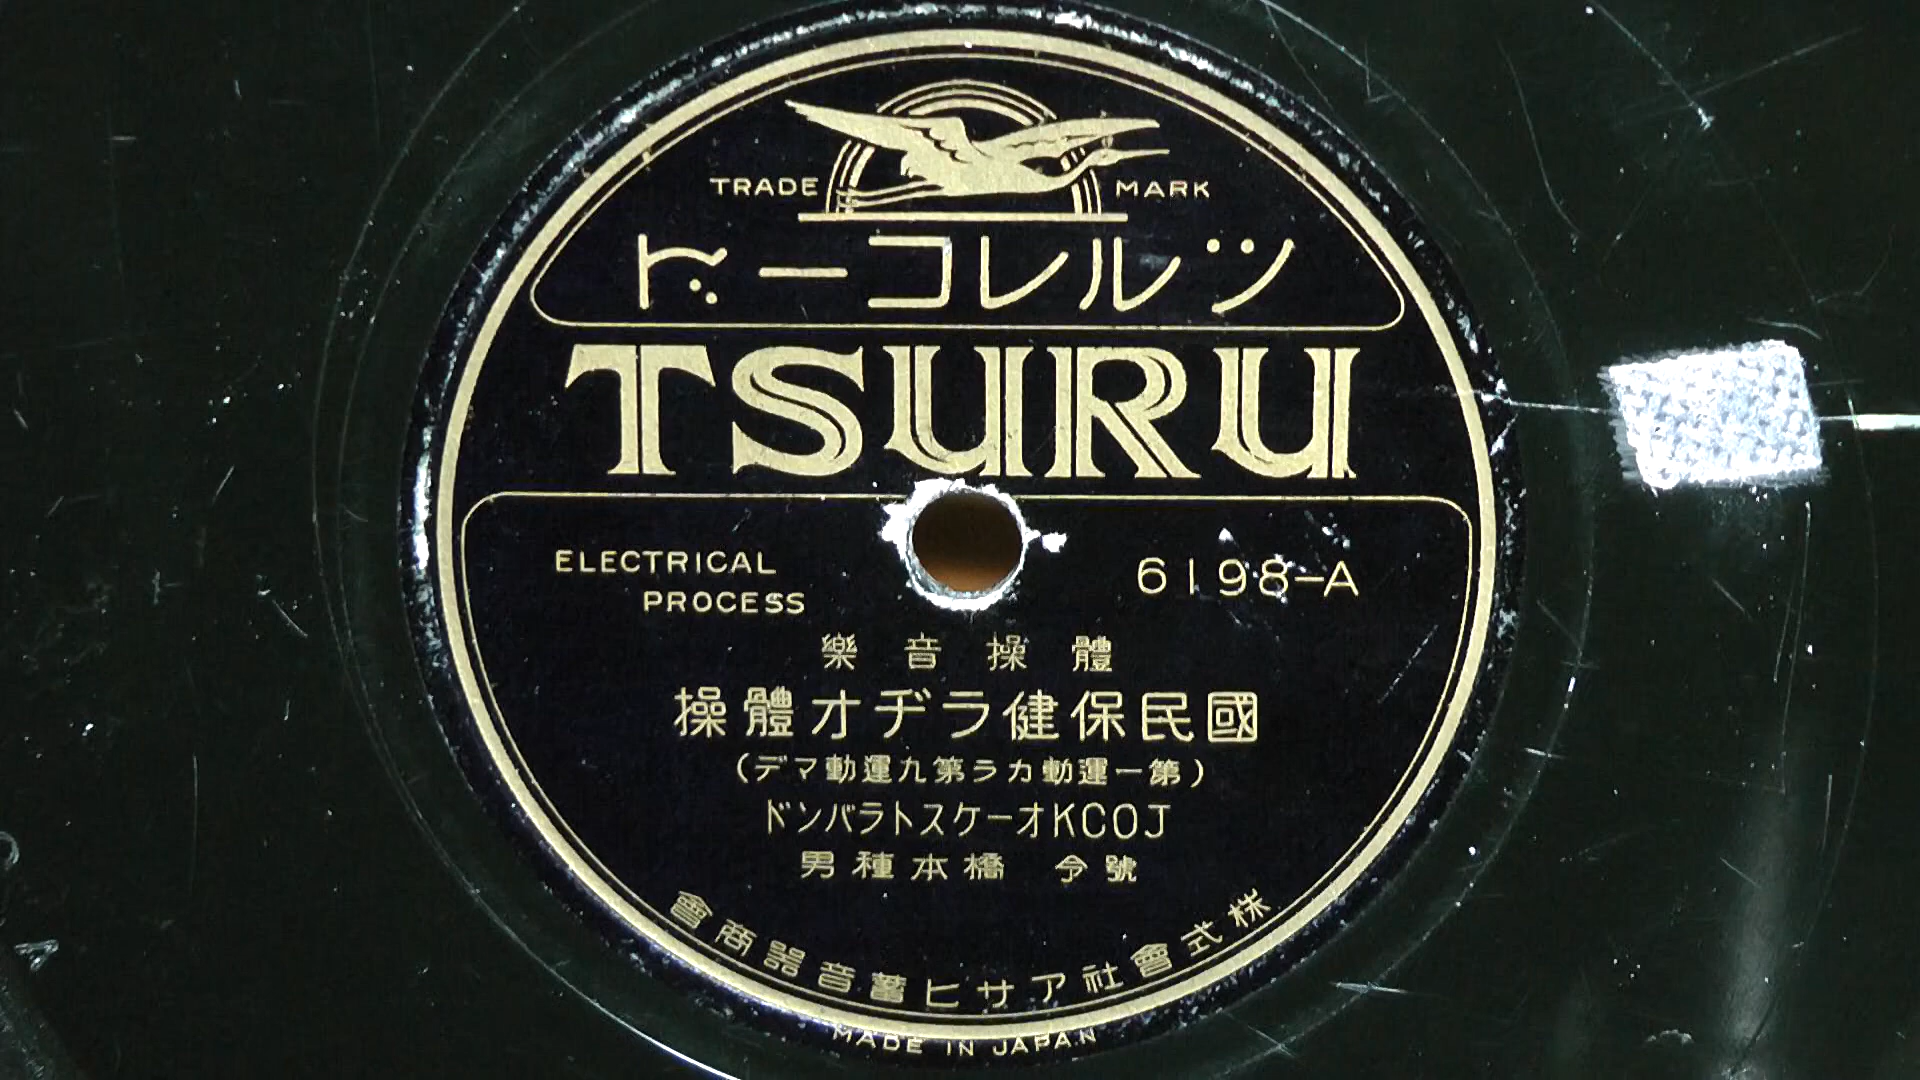 TRADE MARK
ツルレコード
TSURU
ELECTRICAL
PROCESS
6198-A
體操音樂
國民保健ラヂオ體操
(第一運動カラ第九運動マデ)
JOCKオーケストラバンド
號令 橋本種男
株式會社アサヒ蓄音器商會
MADE IN JAPAN